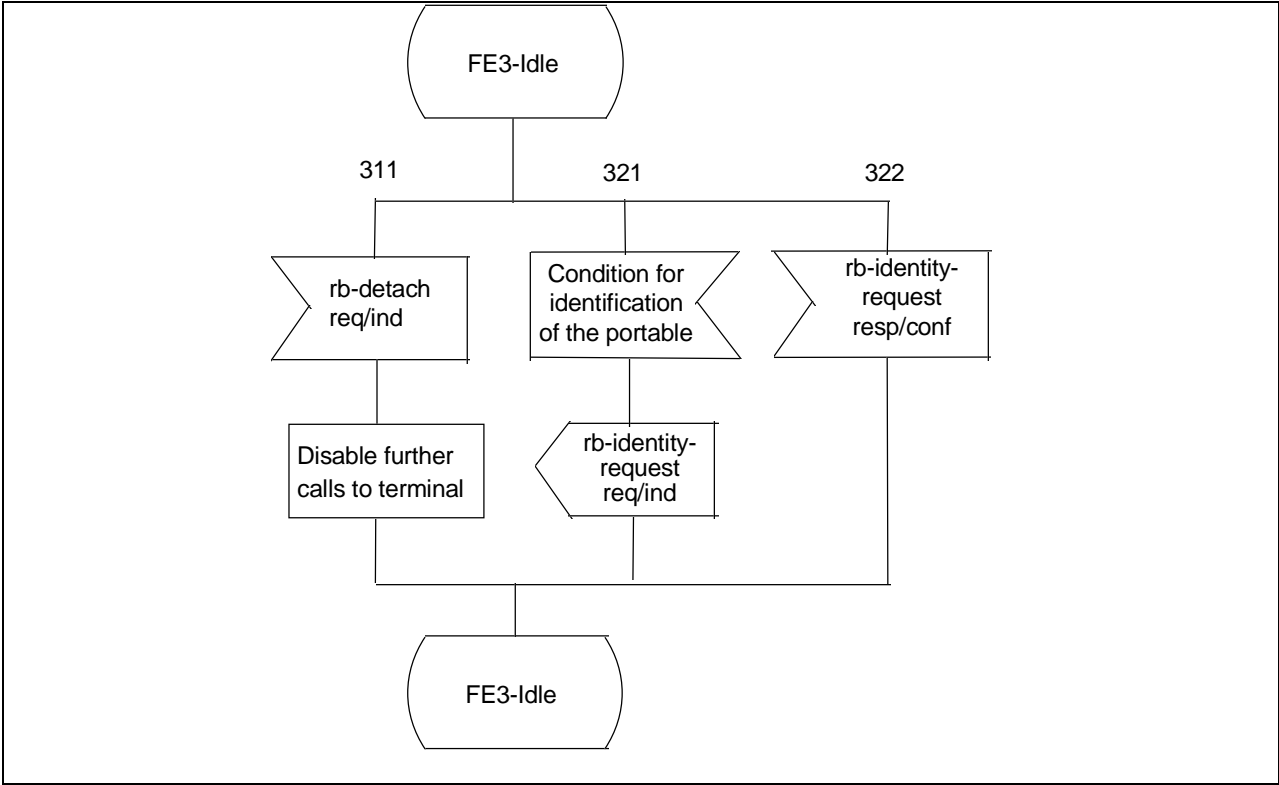 FE3-Idle
311
321
322
rb-detach
req/ind
Condition for
identification
of the portable
rb-identity-
request
resp/conf
Disable further
calls to terminal
rb-identity-
request
req/ind
FE3-Idle